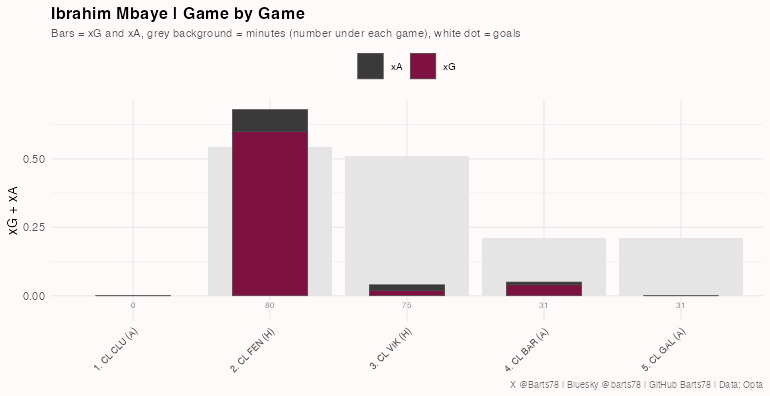 Ibrahim Mbaye | Game by Game
Bars = xG and xA, grey background = minutes (number under each game), white dot = goals
xA xG
xG + xA
0.50
0.25
0.00
0 80 75 31 31
1. CL CLU (A) 2. CL FEN (H) 3. CL VIK (H) 4. CL BAR (A) 5. CL GAL (A)
X @Barts78 | Bluesky @barts78 | GitHub Barts78 | Data: Opta